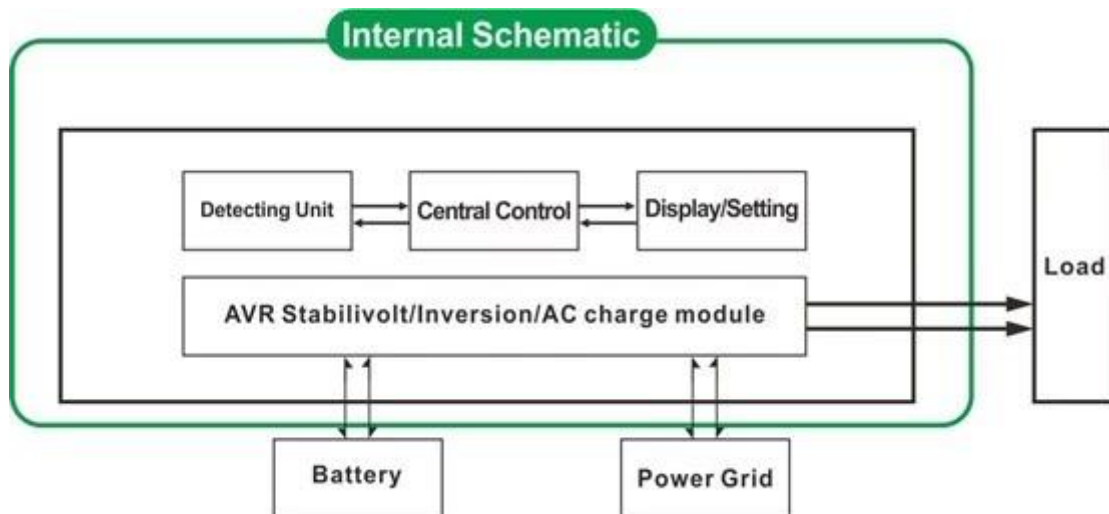 Internal Schematic
Detecting Unit
Central Control
Display/Setting
AVR Stabilivolt/Inversion/AC charge module
Load
Battery
Power Grid